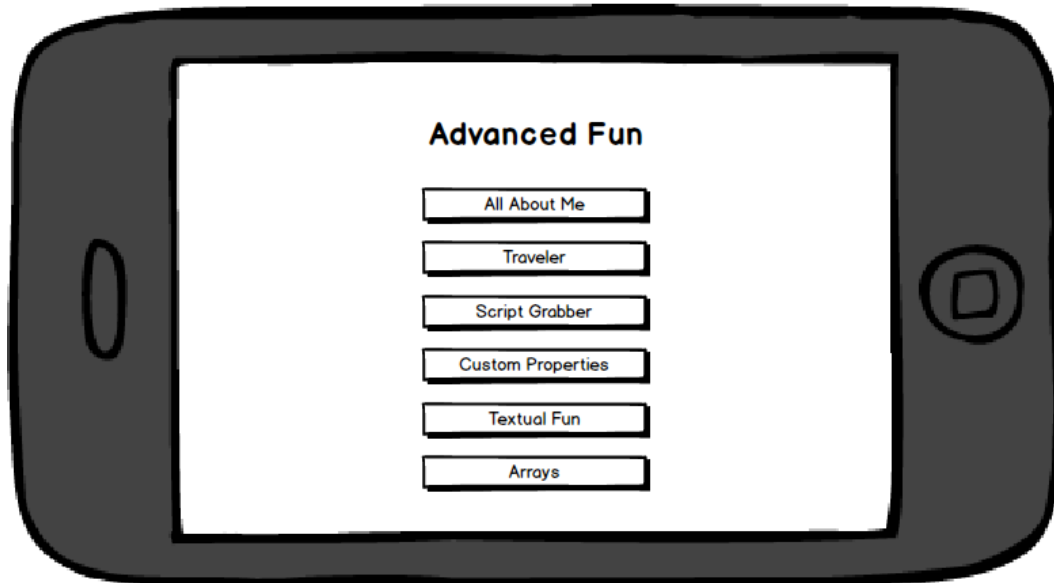 Advanced Fun
All About Me
Traveler
Script Grabber
Custom Properties
Textual Fun
Arrays